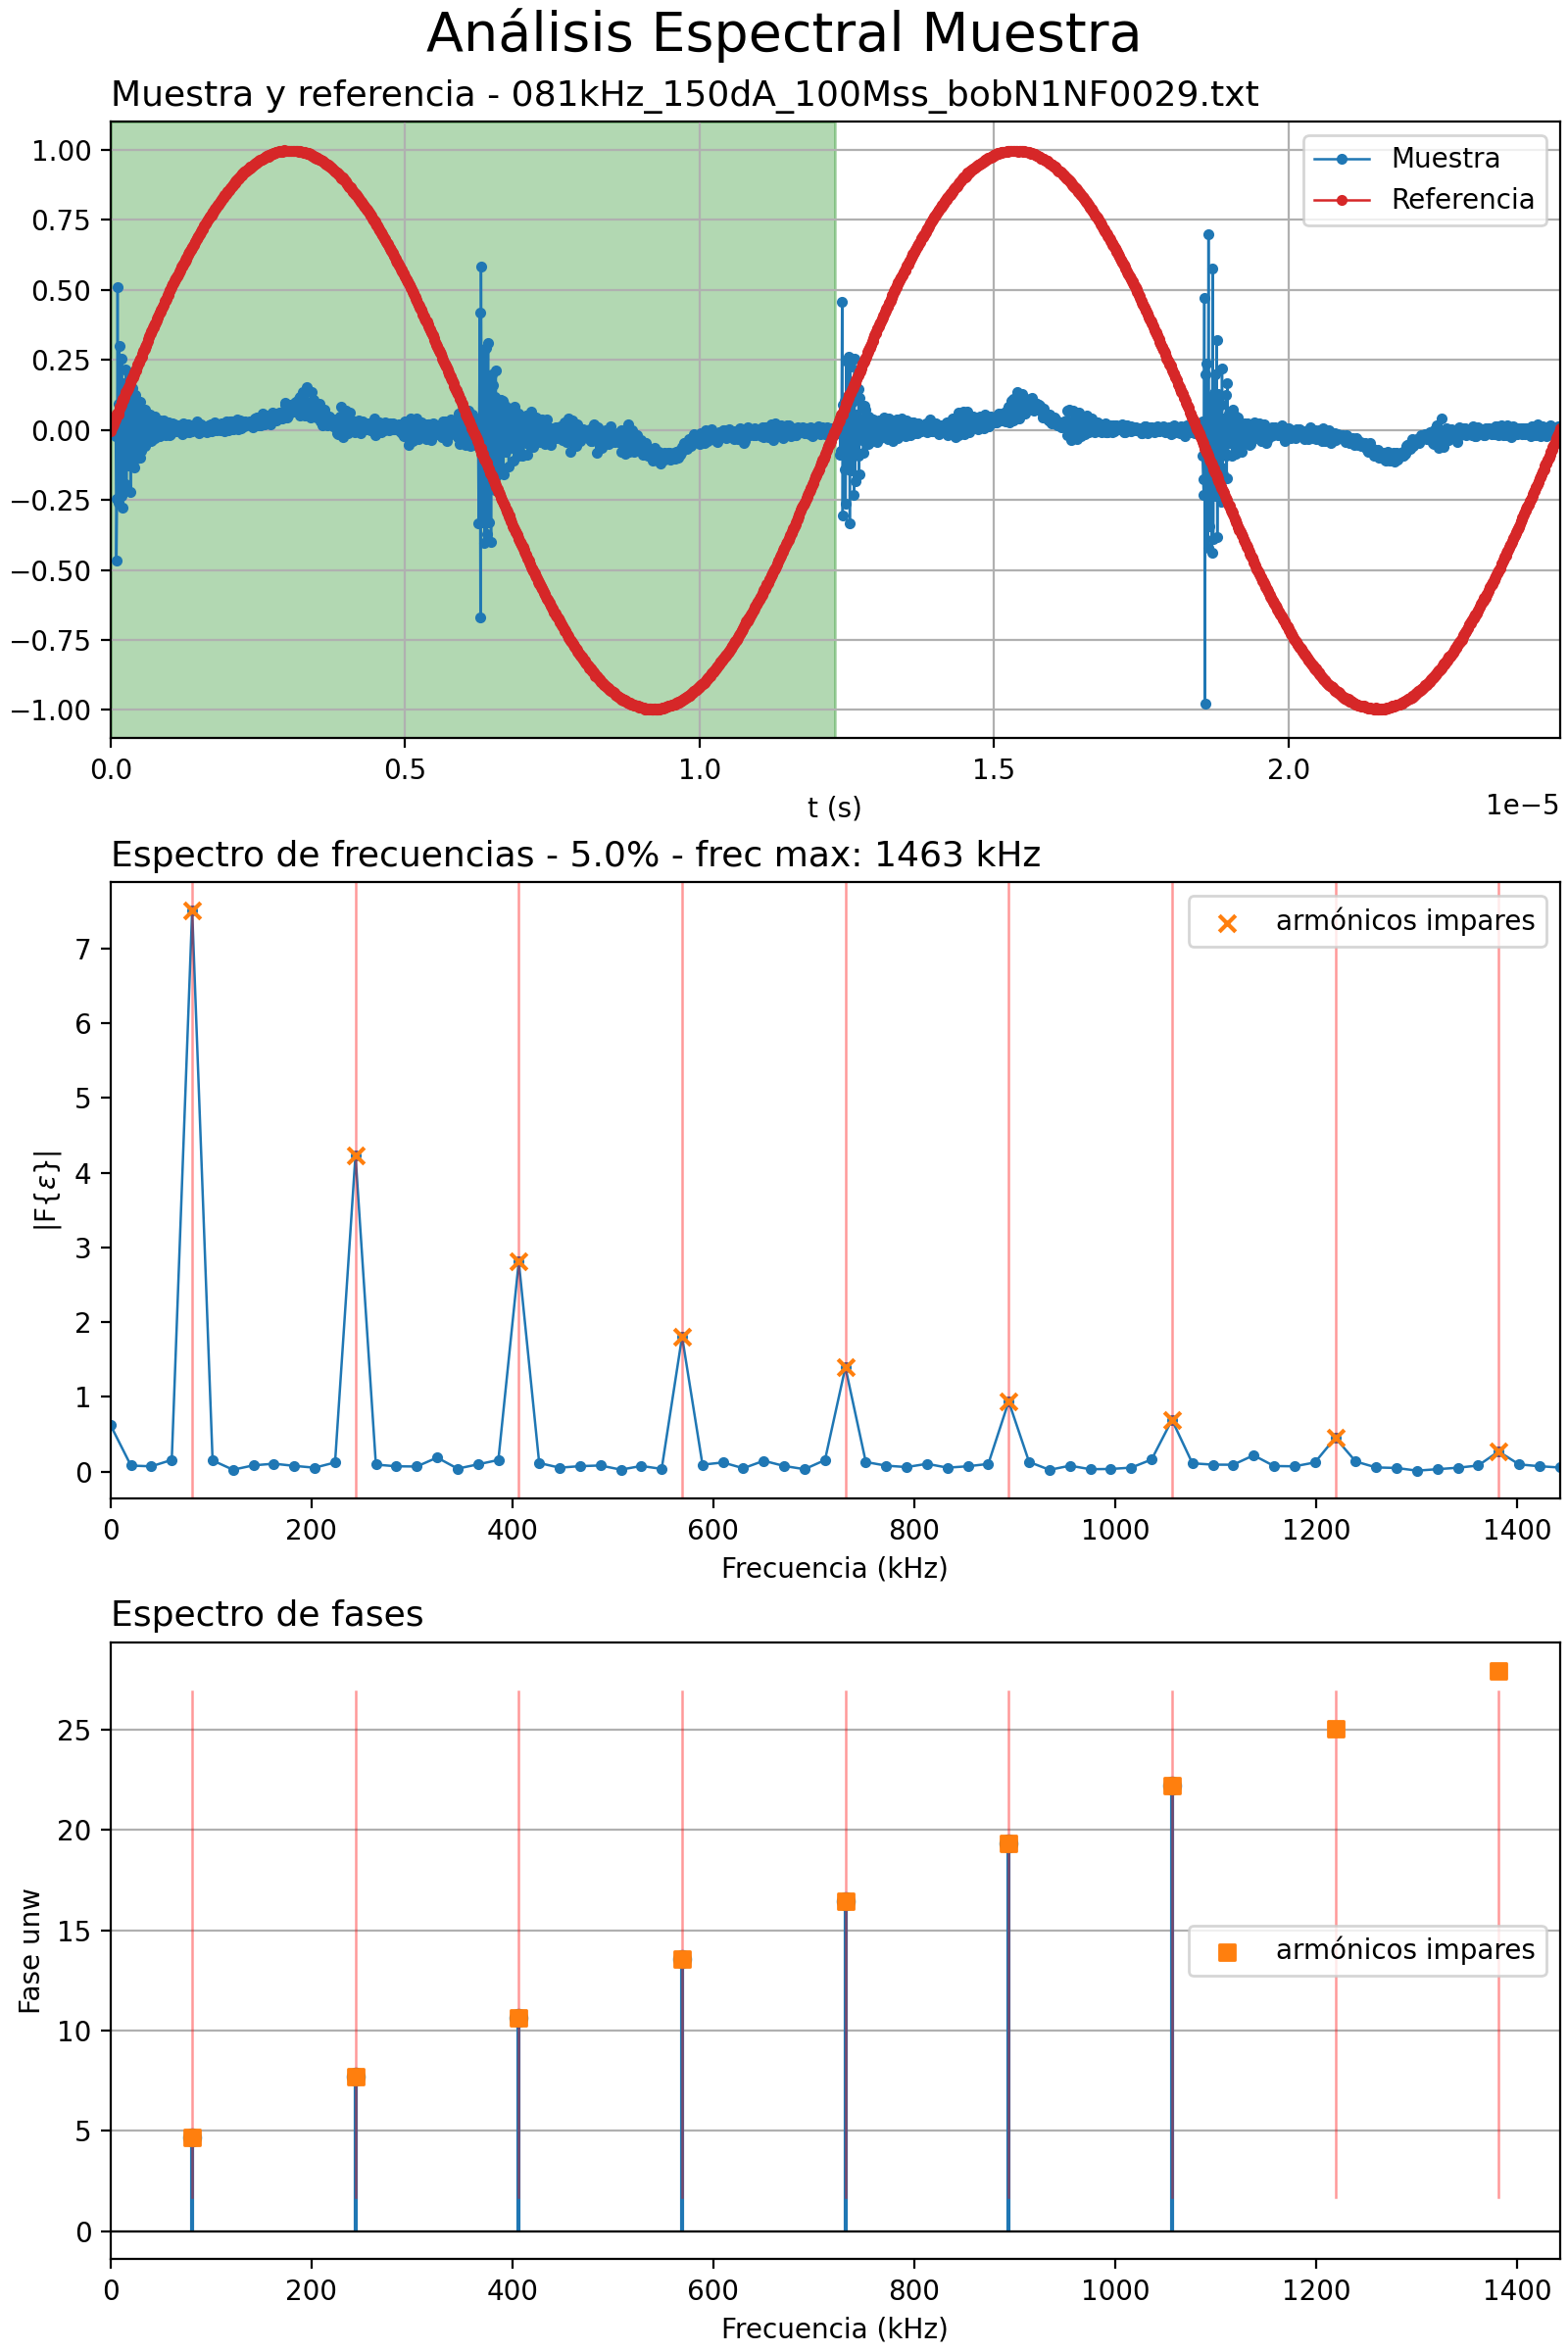 Análisis Espectral Muestra
Muestra y referencia - 081kHz_150dA_100Mss_bobN1NF0029.txt
1.00
0.75
0.50
0.25
0.00
−0.25
−0.50
−0.75
−1.00
Muestra
Referencia
0.0 0.5 1.0 1.5 2.0
t (s)
1e−5
Espectro de frecuencias - 5.0% - frec max: 1463 kHz
|F{ε}|
7
6
5
4
3
2
1
0
armónicos impares
0 200 400 600 800 1000 1200 1400
Frecuencia (kHz)
Espectro de fases
Fase unw
25
20
15
10
5
0
armónicos impares
0 200 400 600 800 1000 1200 1400
Frecuencia (kHz)